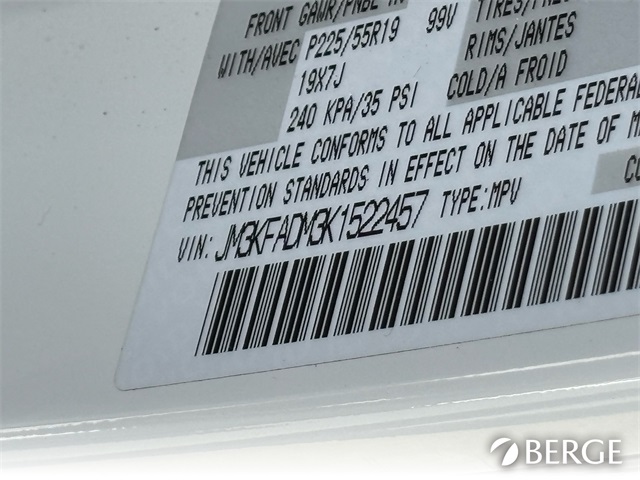 FRONT GAWR/PNBE
WITH/AVEC P225/55R19 99V
TIRES/
RIMS/JANTES
19X7J
COLD/A FROID
240 KPA/35 PSI
THIS VEHICLE CONFORMS TO ALL APPLICABLE FEDERAL
PREVENTION STANDARDS IN EFFECT ON THE DATE OF M
VIN: JM3KFADM3K1522457 TYPE:MPV
BERGE